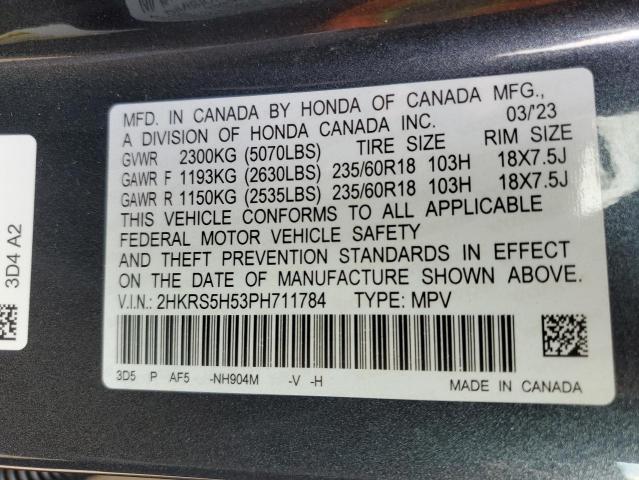 MFD. IN CANADA BY HONDA OF CANADA MFG.,
A DIVISION OF HONDA CANADA INC. 03/'23
GVWR 2300KG (5070LBS) TIRE SIZE RIM SIZE
GAWR F 1193KG (2630LBS) 235/60R18 103H 18X7.5J
GAWR R 1150KG (2535LBS) 235/60R18 103H 18X7.5J
THIS VEHICLE CONFORMS TO ALL APPLICABLE
FEDERAL MOTOR VEHICLE SAFETY
AND THEFT PREVENTION STANDARDS IN EFFECT
ON THE DATE OF MANUFACTURE SHOWN ABOVE.
V.I.N: 2HKRS5H53PH711784 TYPE: MPV
3D5 P AF5 -NH904M -V -H
MADE IN CANADA
3D4 A2